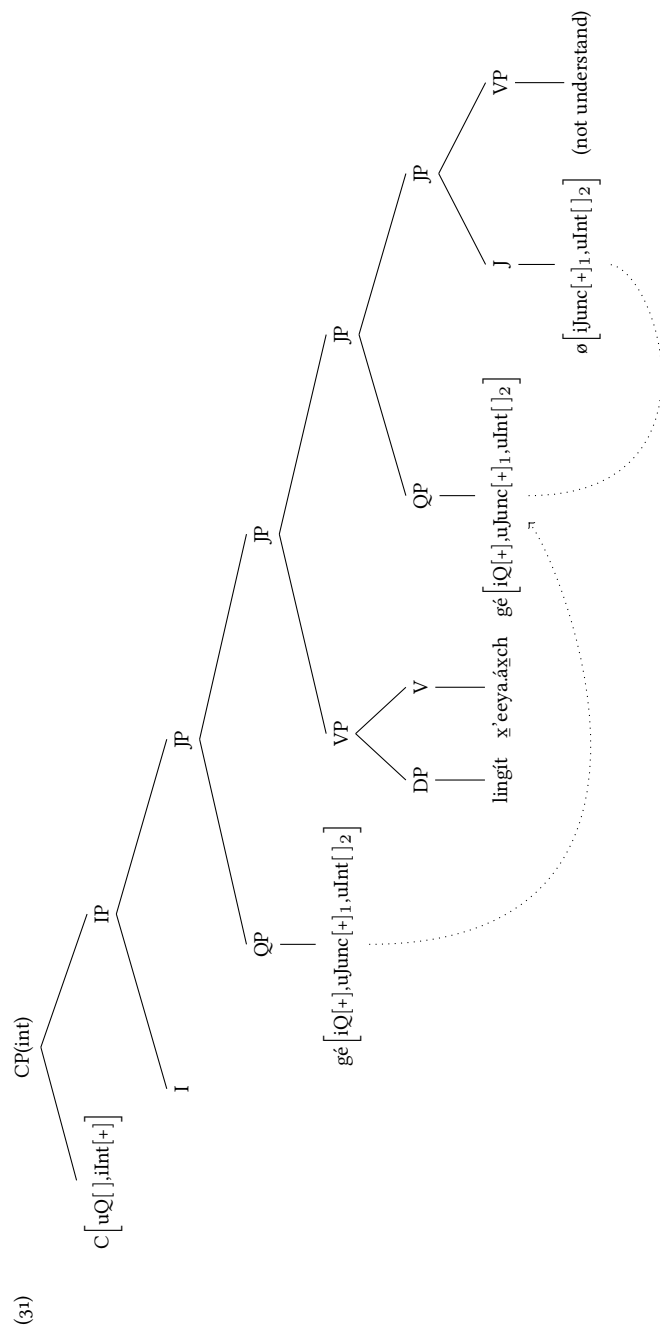 (31) CP(int)
C [uQ[ ],iInt[+]] IP
I JP
QP JP
gé [iQ[+],uJunc[+]₁,uInt[ ]₂] VP JP
DP V QP JP
lingít x̲'eeya.áx̲ch gé [iQ[+],uJunc[+]₁,uInt[ ]₂] J VP
ø [iJunc[+]₁,uInt[ ]₂] (not understand)